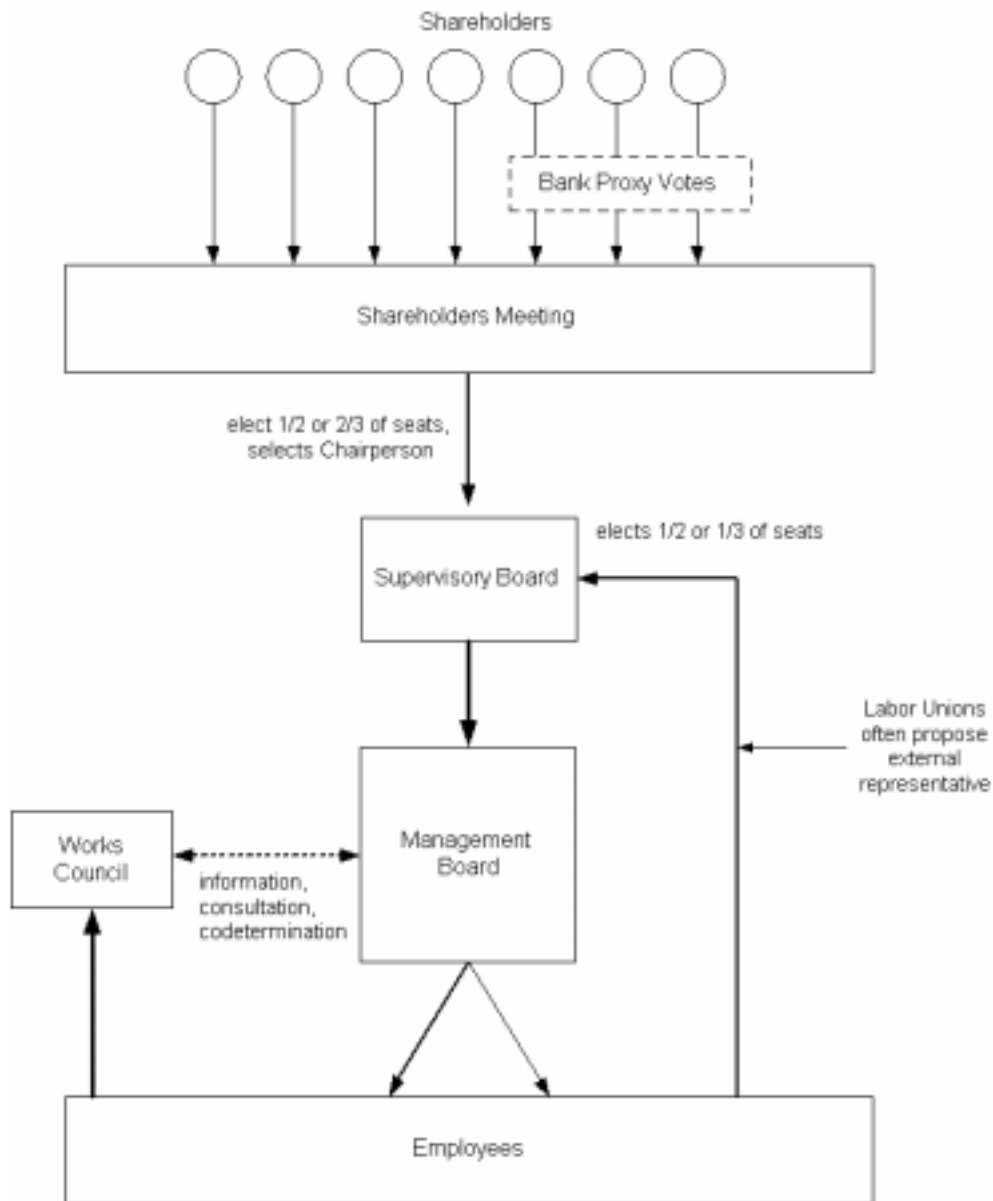 Shareholders
Bank Proxy Votes
Shareholders Meeting
elect 1/2 or 2/3 of seats,
selects Chairperson
elects 1/2 or 1/3 of seats
Supervisory Board
Labor Unions
often propose
external
representative
Management
Board
Works
Council
information,
consultation,
codetermination
Employees